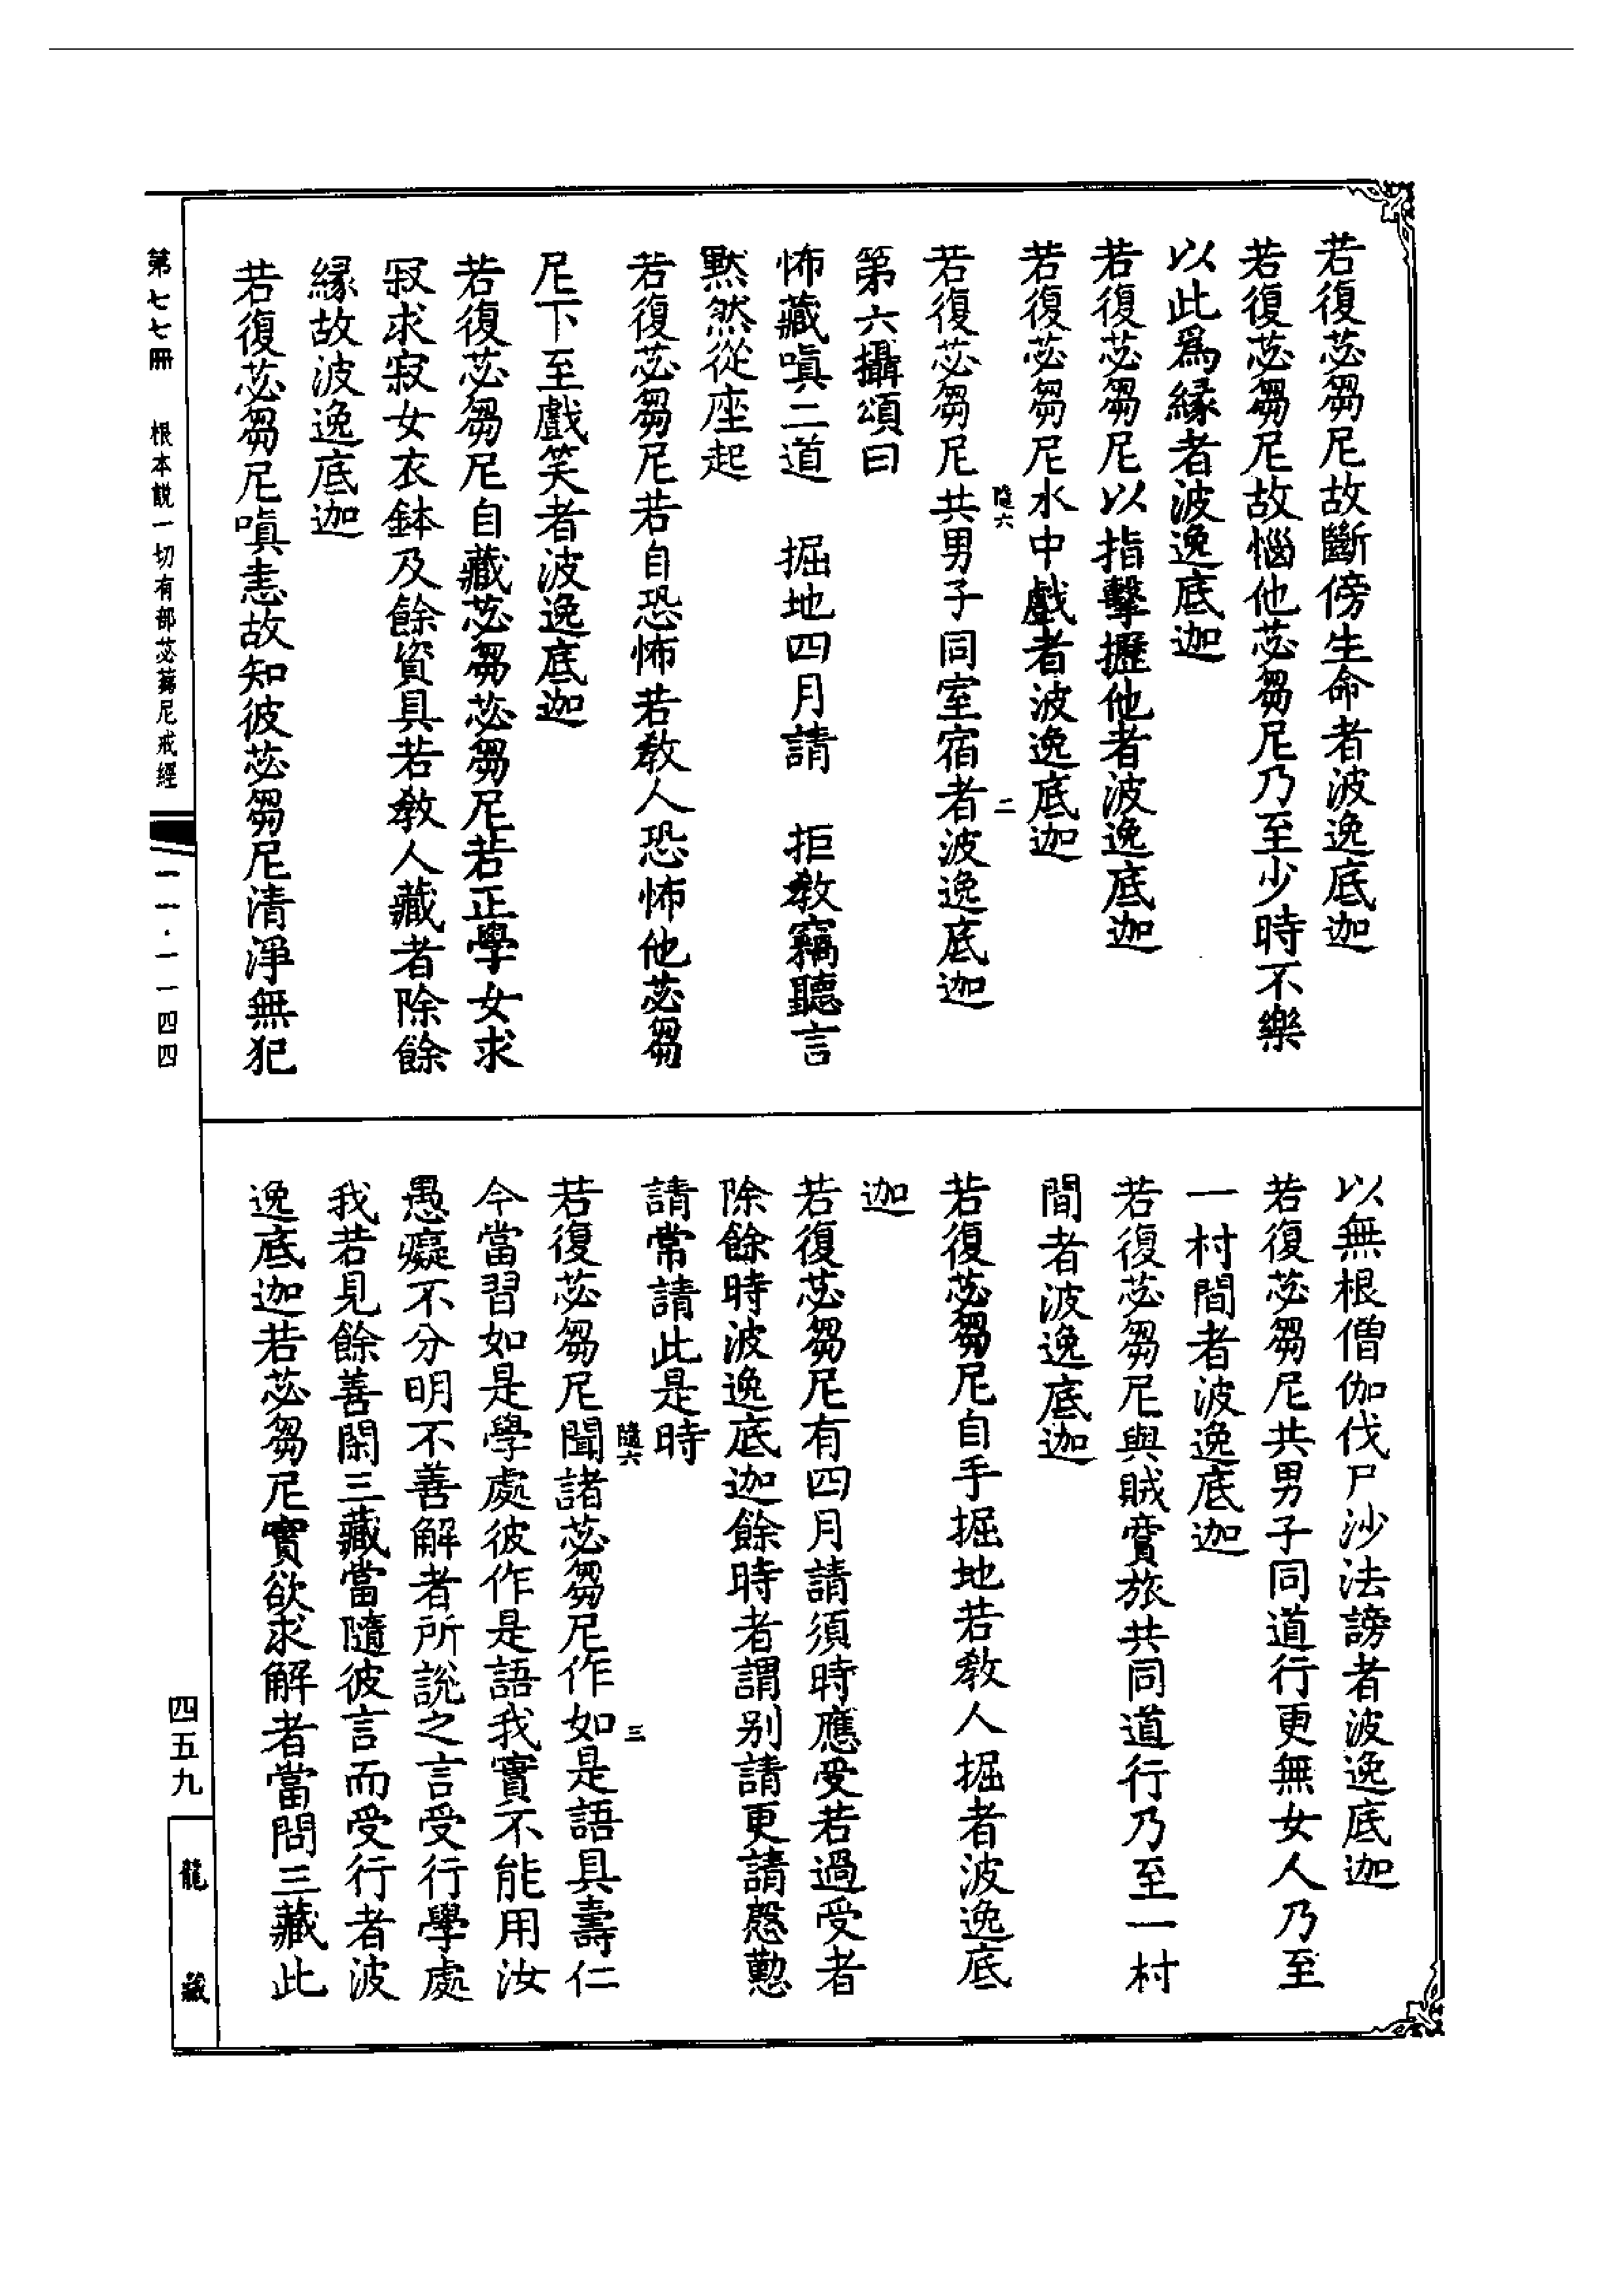 若復苾芻尼故斷傍生命者波逸底迦
若復苾芻尼故惱他苾芻尼乃至少時不樂
以此爲緣者波逸底迦
若復苾芻尼以指擊攊他者波逸底迦
若復苾芻尼水中戲者波逸底迦
隨六 二
若復苾芻尼共男子同室宿者波逸底迦
第六攝頌曰
怖藏嗔二道 掘地四月請 拒教竊聽言
默然從座起
若復苾芻尼若自恐怖若教人恐怖他苾芻
尼下至戲笑者波逸底迦
若復苾芻尼自藏苾芻苾芻尼若正學女求
寂求寂女衣鉢及餘資具若教人藏者除餘
緣故波逸底迦
若復苾芻尼嗔恚故知彼苾芻尼清淨無犯
以無根僧伽伐尸沙法謗者波逸底迦
若復苾芻尼共男子同道行更無女人乃至
一村間者波逸底迦
若復苾芻尼與賊賣旅共同道行乃至一村
間者波逸底迦
若復苾芻尼自手掘地若教人掘者波逸底
迦
若復苾芻尼有四月請須時應受若過受者
除餘時波逸底迦餘時者謂别請更請慇懃
請常請此是時
隨六 三
若復苾芻尼聞諸苾芻尼作如是語具壽仁
今當習如是學處彼作是語我實不能用汝
愚癡不分明不善解者所說之言受行學處
我若見餘善閑三藏當隨彼言而受行者波
逸底迦若苾芻尼實欲求解者當問三藏此
第七七冊 根本説一切有部苾蒭尼戒經 一一·一一四四
四五九
龍藏